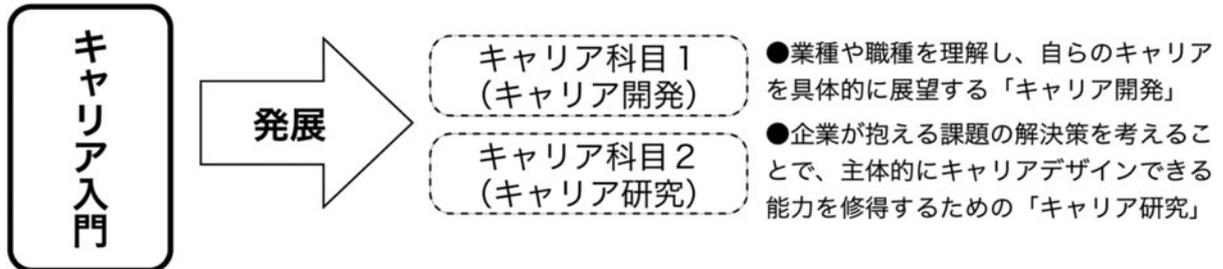 キャリア入門
発展
キャリア科目1
(キャリア開発)
キャリア科目2
(キャリア研究)
●業種や職種を理解し、自らのキャリア
を具体的に展望する「キャリア開発」
●企業が抱える課題の解決策を考えるこ
とで、主体的にキャリアデザインできる
能力を修得するための「キャリア研究」